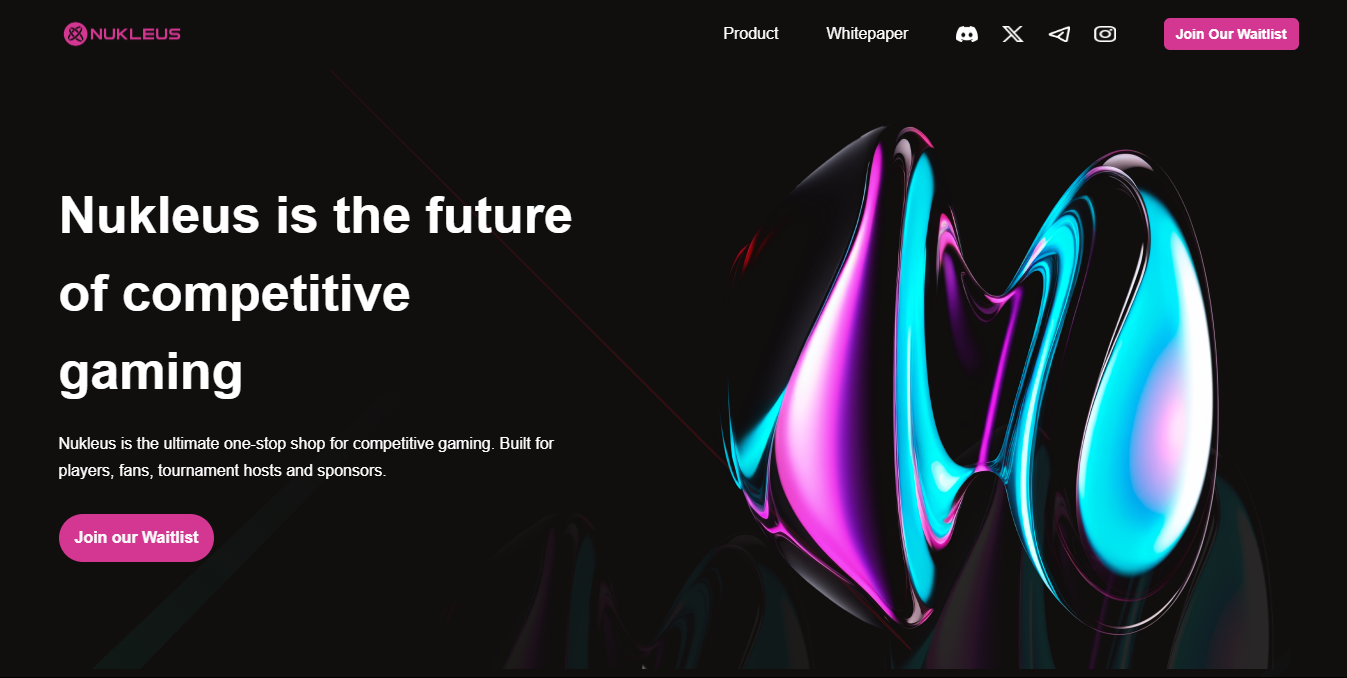 NUKLEUS
Product
Whitepaper
Join Our Waitlist
Nukleus is the future
of competitive
gaming
Nukleus is the ultimate one-stop shop for competitive gaming. Built for
players, fans, tournament hosts and sponsors.
Join our Waitlist